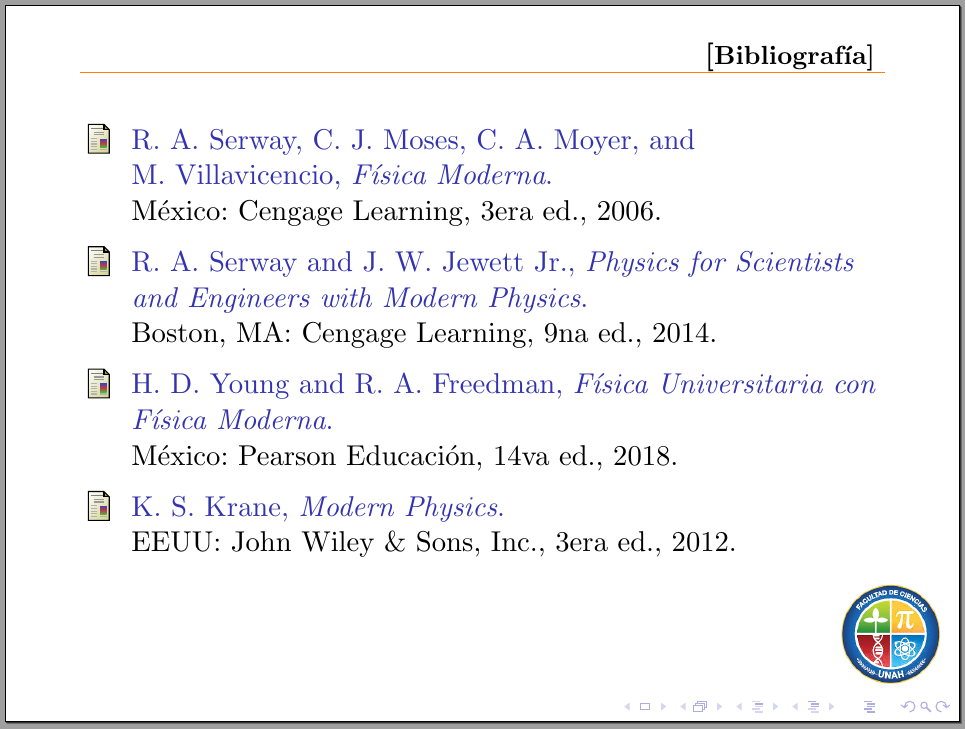 [Bibliografía]
R. A. Serway, C. J. Moses, C. A. Moyer, and
M. Villavicencio, Física Moderna.
México: Cengage Learning, 3era ed., 2006.
R. A. Serway and J. W. Jewett Jr., Physics for Scientists
and Engineers with Modern Physics.
Boston, MA: Cengage Learning, 9na ed., 2014.
H. D. Young and R. A. Freedman, Física Universitaria con
Física Moderna.
México: Pearson Educación, 14va ed., 2018.
K. S. Krane, Modern Physics.
EEUU: John Wiley & Sons, Inc., 3era ed., 2012.
FACULTAD DE CIENCIAS
π
UNAH